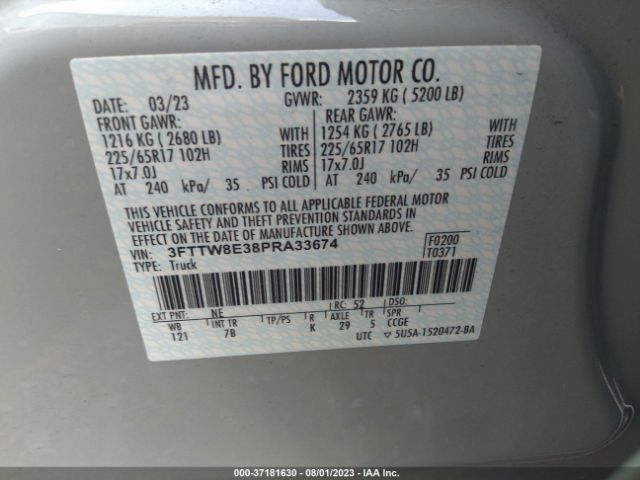 MFD. BY FORD MOTOR CO.
DATE: 03/23 GVWR: 2359 KG ( 5200 LB)
FRONT GAWR: REAR GAWR:
1216 KG ( 2680 LB) WITH 1254 KG ( 2765 LB) WITH
225/65R17 102H TIRES 225/65R17 102H TIRES
17x7.0J RIMS 17x7.0J RIMS
AT 240 kPa/ 35 PSI COLD AT 240 kPa/ 35 PSI COLD
THIS VEHICLE CONFORMS TO ALL APPLICABLE FEDERAL MOTOR
VEHICLE SAFETY AND THEFT PREVENTION STANDARDS IN
EFFECT ON THE DATE OF MANUFACTURE SHOWN ABOVE.
VIN: 3FTTW8E38PRA33674 F0200
TYPE: Truck T0371
EXT PNT: NE RC: 52 DSO:
WB INT TR TP/PS R AXLE TR SPR
121 7B K 29 5 CCGE
UTC ▽ 5U5A-1520472-BA
000-37181630 - 08/01/2023 - IAA Inc.